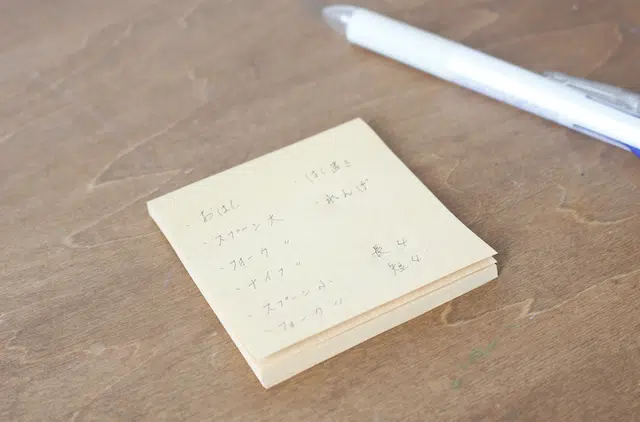 ・おはし
・スプーン大
・フォーク 〃
・ナイフ 〃
・スプーン小
・フォーク 〃
・はし置き
・れんげ
長4
短4